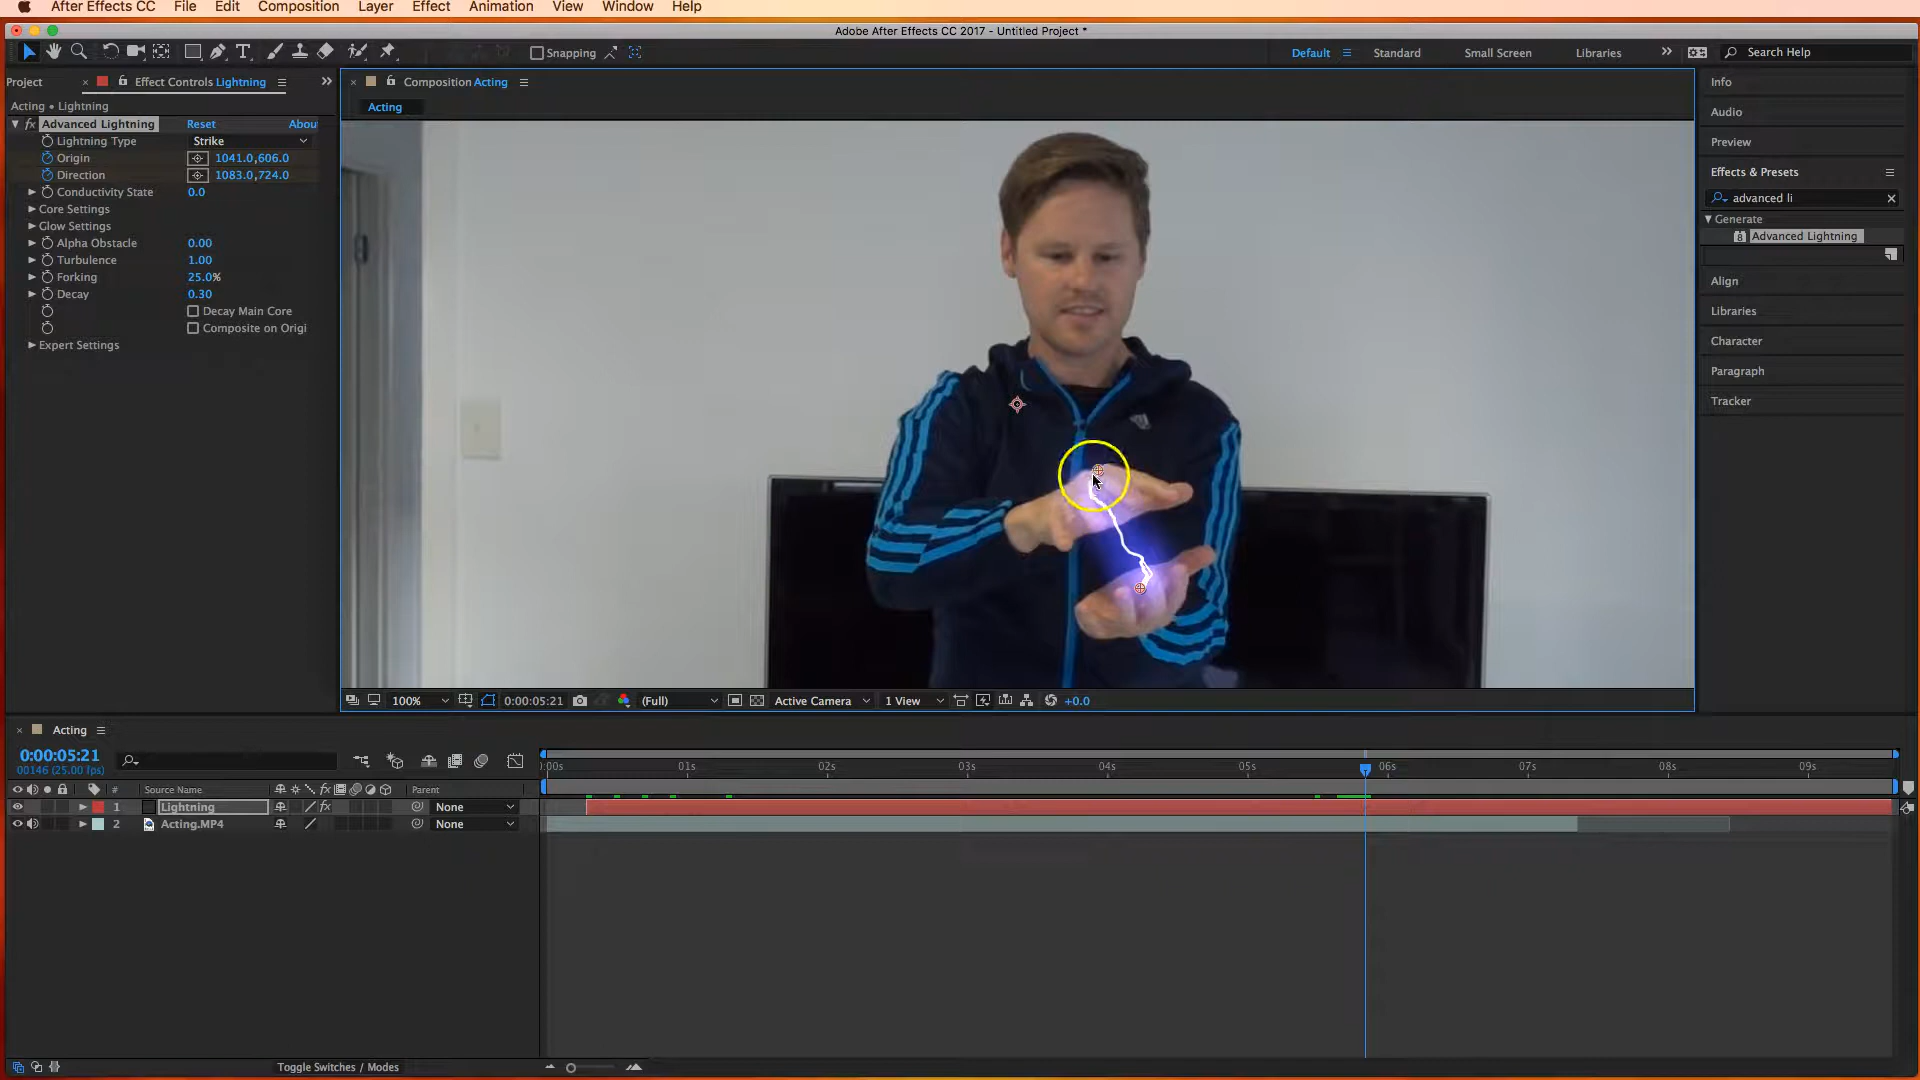 After Effects CC File Edit Composition Layer Effect Animation View Window Help
Adobe After Effects CC 2017 - Untitled Project *
Snapping Default Standard Small Screen Libraries Search Help
Project Effect Controls Lightning Composition Acting Info
Acting • Lightning Acting
Audio
fx Advanced Lightning Reset Abou
Lightning Type Strike Preview
Origin 1041.0,606.0
Direction 1083.0,724.0 Effects & Presets
Conductivity State 0.0 advanced li
Core Settings Generate
Glow Settings 8 Advanced Lightning
Alpha Obstacle 0.00
Turbulence 1.00
Forking 25.0% Align
Decay 0.30
Decay Main Core Libraries
Composite on Origi
Expert Settings Character
Paragraph
Tracker
100% 0:00:05:21 (Full) Active Camera 1 View +0.0
Acting
0:00:05:21
00146 (25.00 fps)
:00s 01s 02s 03s 04s 05s 06s 07s 08s 09s
# Source Name fx Parent
1 Lightning fx None
2 Acting.MP4 None
Toggle Switches / Modes